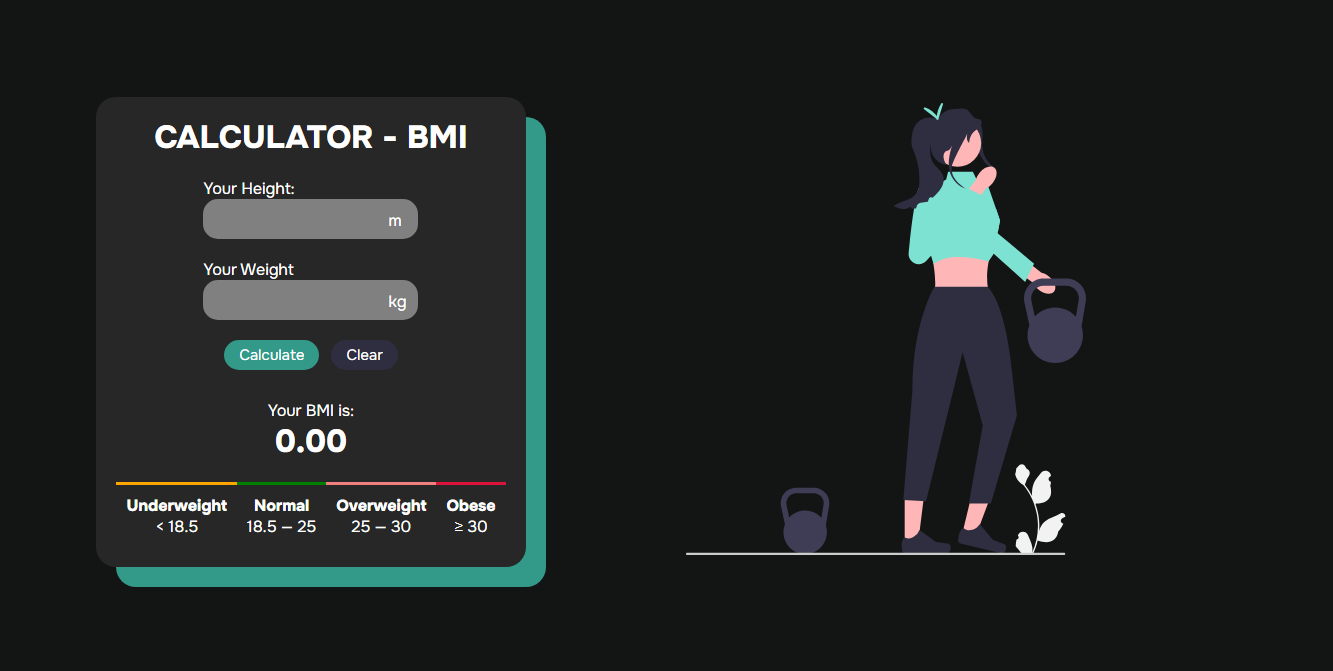 CALCULATOR - BMI
Your Height:
m
Your Weight
kg
Calculate Clear
Your BMI is:
0.00
Underweight Normal Overweight Obese
< 18.5 18.5 – 25 25 – 30 ≥ 30